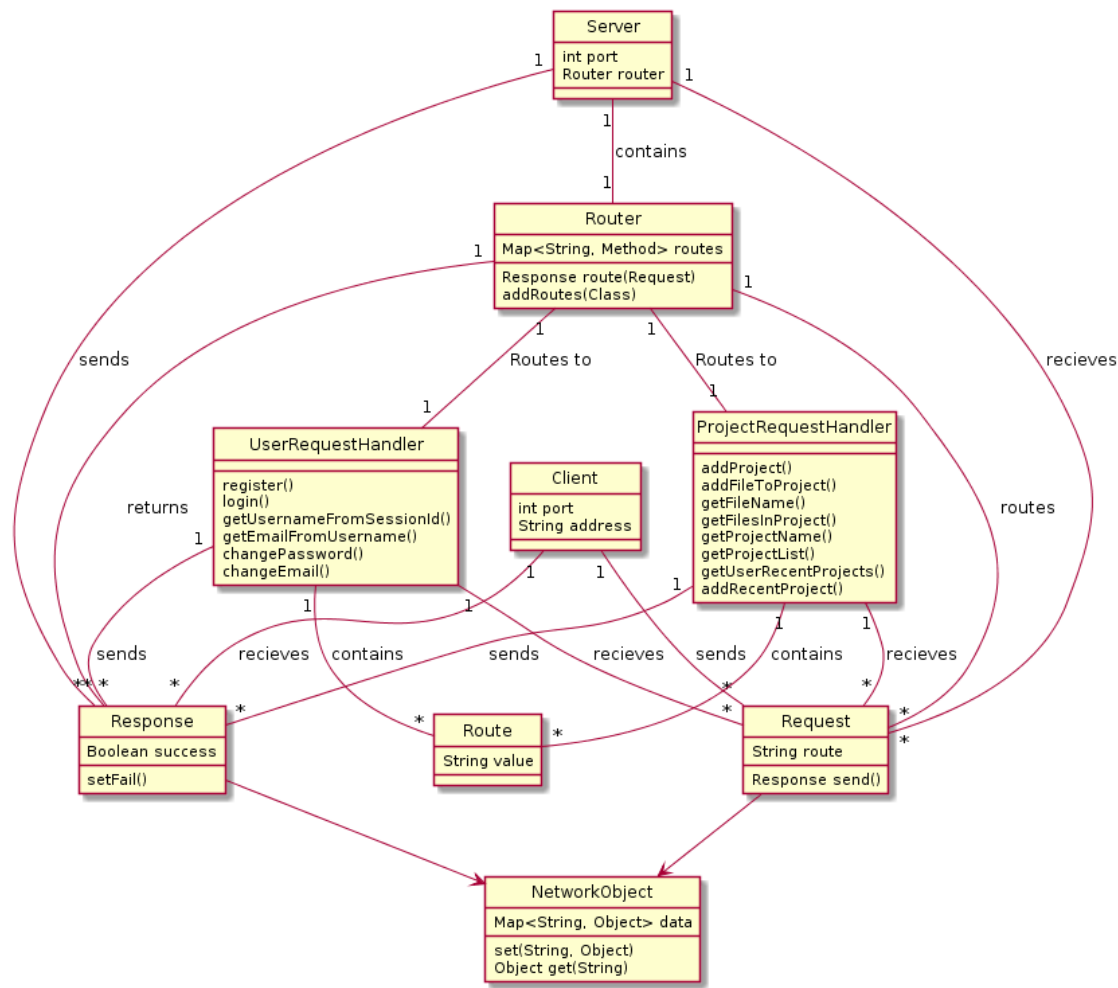 Server
int port
Router router
1
1
1
contains
1
Router
Map<String, Method> routes
Response route(Request)
addRoutes(Class)
1
1
1
1
sends
Routes to
Routes to
recieves
1
1
UserRequestHandler
register()
login()
getUsernameFromSessionId()
getEmailFromUsername()
changePassword()
changeEmail()
Client
int port
String address
ProjectRequestHandler
addProject()
addFileToProject()
getFileName()
getFilesInProject()
getProjectName()
getProjectList()
getUserRecentProjects()
addRecentProject()
returns
routes
1
1
1
1
1
1
1
1
sends
recieves
contains
sends
recieves
sends
contains
recieves
*
*
*
*
*
*
*
*
*
*
*
*
Response
Boolean success
setFail()
Route
String value
Request
String route
Response send()
NetworkObject
Map<String, Object> data
set(String, Object)
Object get(String)